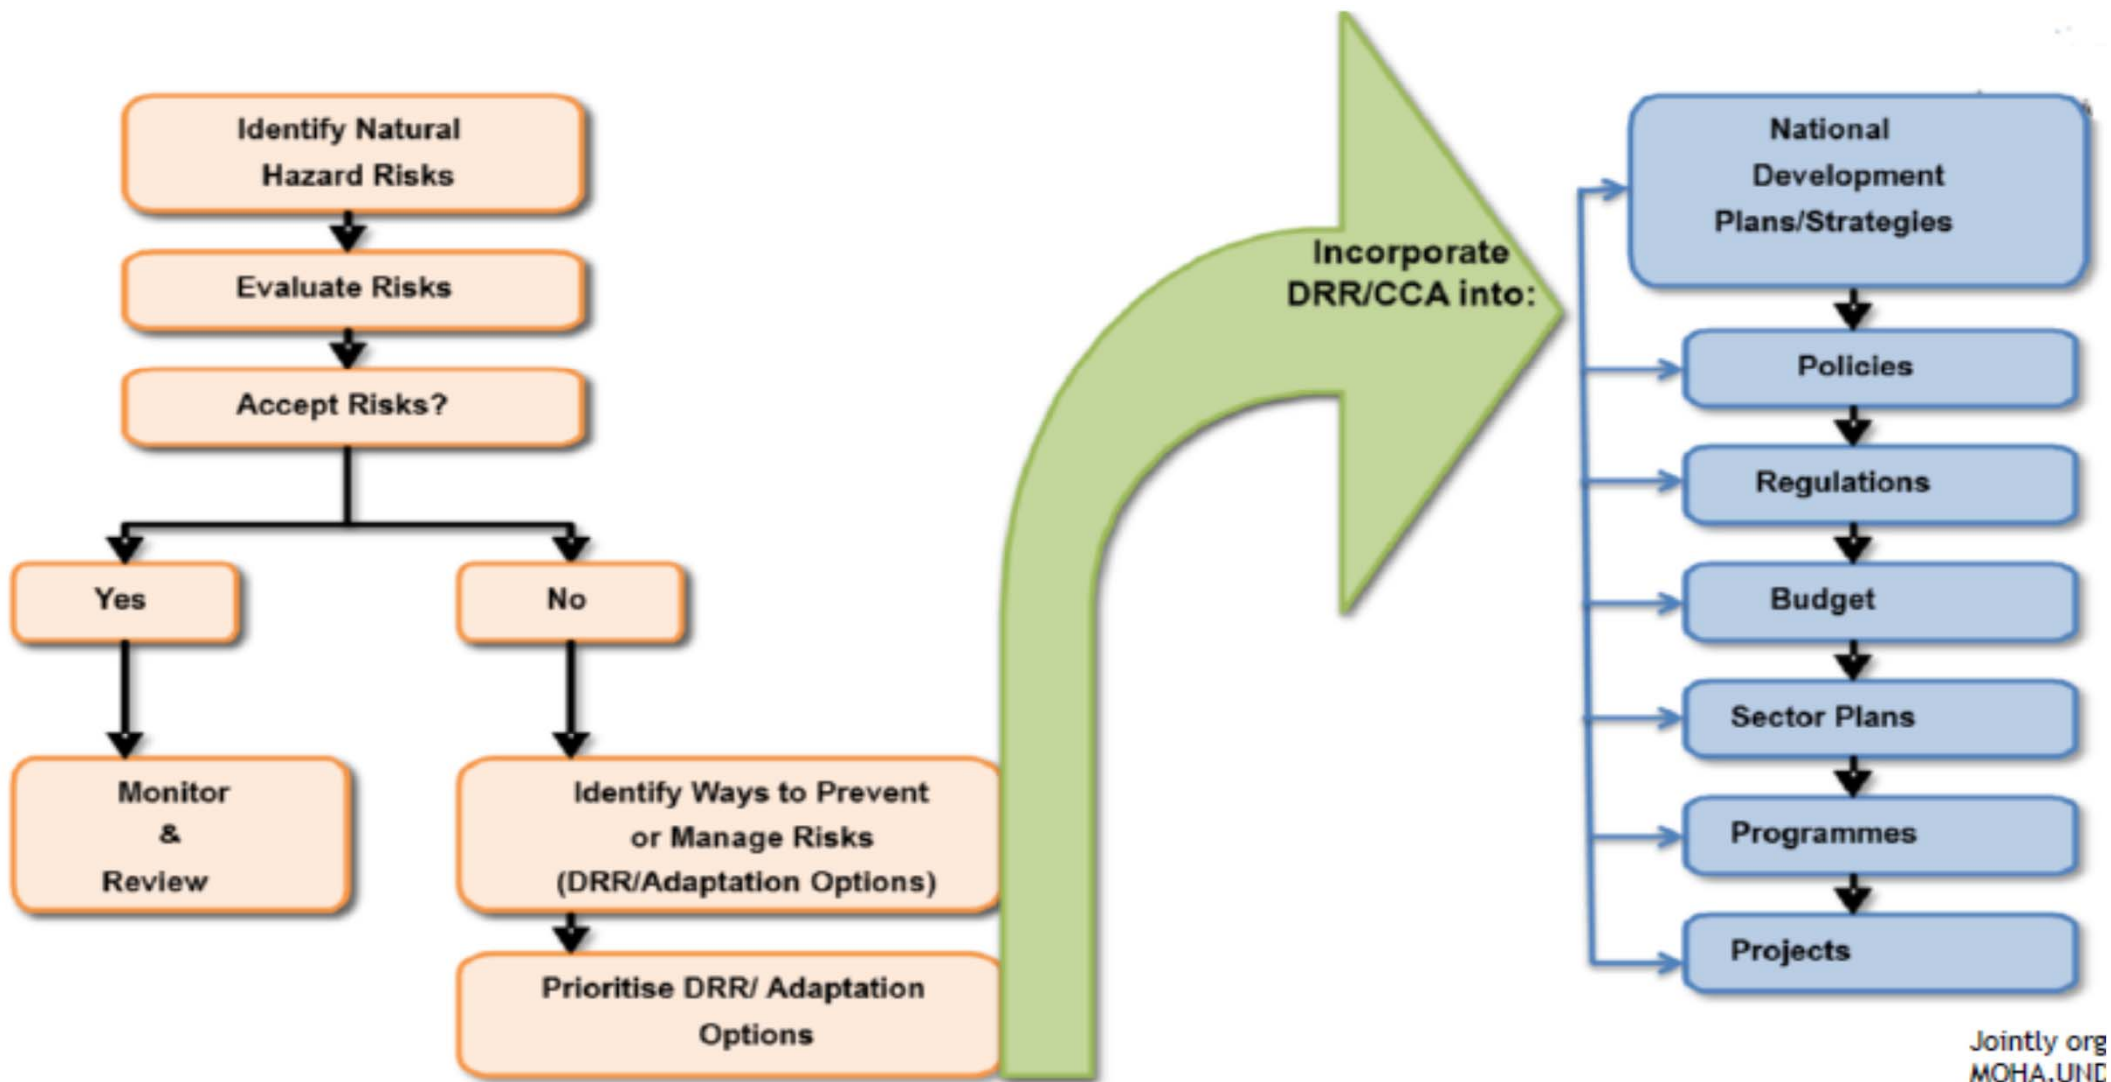 Identify Natural
Hazard Risks
Evaluate Risks
Accept Risks?
Yes
No
Monitor
&
Review
Identify Ways to Prevent
or Manage Risks
(DRR/Adaptation Options)
Prioritise DRR/ Adaptation
Options
Incorporate
DRR/CCA into:
National
Development
Plans/Strategies
Policies
Regulations
Budget
Sector Plans
Programmes
Projects
Jointly org
MOHA,UND